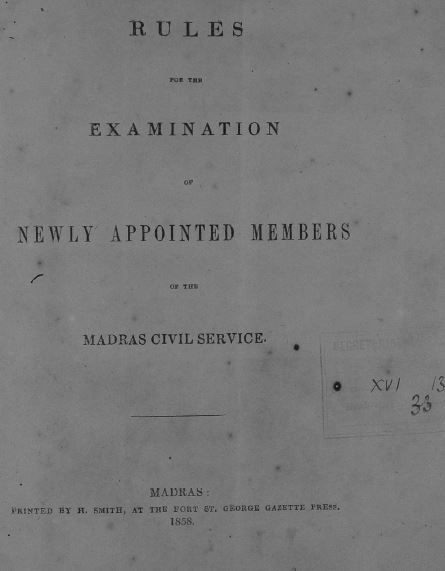 RULES
FOR THE
EXAMINATION
OF
NEWLY APPOINTED MEMBERS
OF THE
MADRAS CIVIL SERVICE.
XVI 13
33
MADRAS:
PRINTED BY H. SMITH, AT THE FORT ST. GEORGE GAZETTE PRESS.
1858.